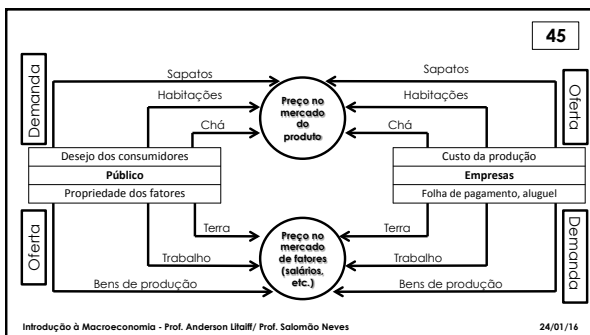 45
Demanda
Sapatos
Habitações
Chá
Preço no
mercado
do
produto
Sapatos
Habitações
Chá
Oferta
Desejo dos consumidores
Público
Propriedade dos fatores
Custo da produção
Empresas
Folha de pagamento, aluguel
Oferta
Terra
Trabalho
Bens de produção
Preço no
mercado
de fatores
(salários,
etc.)
Terra
Trabalho
Bens de produção
Demanda
Introdução à Macroeconomia - Prof. Anderson Litaiff/ Prof. Salomão Neves
24/01/16